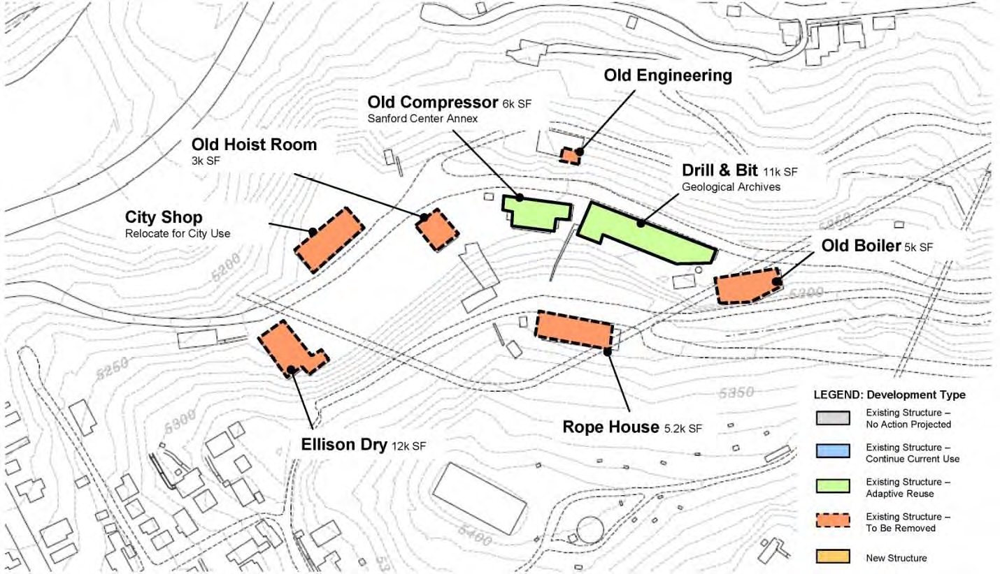 Old Engineering
Old Compressor 6k SF
Sanford Center Annex
Old Hoist Room
3k SF
Drill & Bit 11k SF
Geological Archives
City Shop
Relocate for City Use
5200
Old Boiler 5k SF
5200
5250
5350
5300
Rope House 5.2k SF
Ellison Dry 12k SF
5400
LEGEND: Development Type
Existing Structure –
No Action Projected
Existing Structure –
Continue Current Use
Existing Structure –
Adaptive Reuse
Existing Structure –
To Be Removed
New Structure